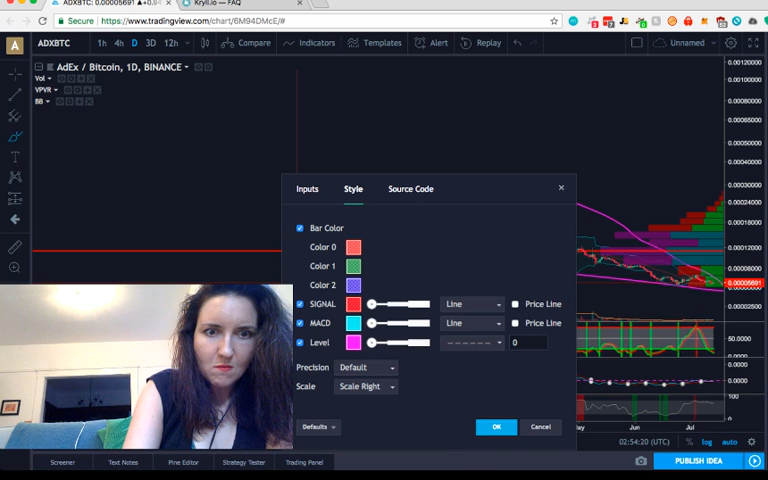 ADXBTC: 0.00005691 ▲+0.9
Kryll.io — FAQ
Secure
https://www.tradingview.com/chart/6M94DMcE/#
A
ADXBTC
1h 4h D 3D 12h
Compare
Indicators
Templates
Alert
Replay
Unnamed
AdEx / Bitcoin, 1D, BINANCE
Vol
VPVR
BB
0.00120000
0.00100000
0.00080000
0.00065000
0.00050000
0.00040000
0.00030000
0.00024000
0.00018000
0.00012000
0.00008000
0.00005691
0.00002500
Inputs
Style
Source Code
×
Bar Color
Color 0
Color 1
Color 2
SIGNAL
Line
Price Line
MACD
Line
Price Line
Level
0
Precision
Default
Scale
Scale Right
Defaults
OK
Cancel
50.0000
0.0000
0.0000
100
0
Jun
Jul
02:54:20 (UTC)
%
log
auto
Screener
Text Notes
Pine Editor
Strategy Tester
Trading Panel
PUBLISH IDEA